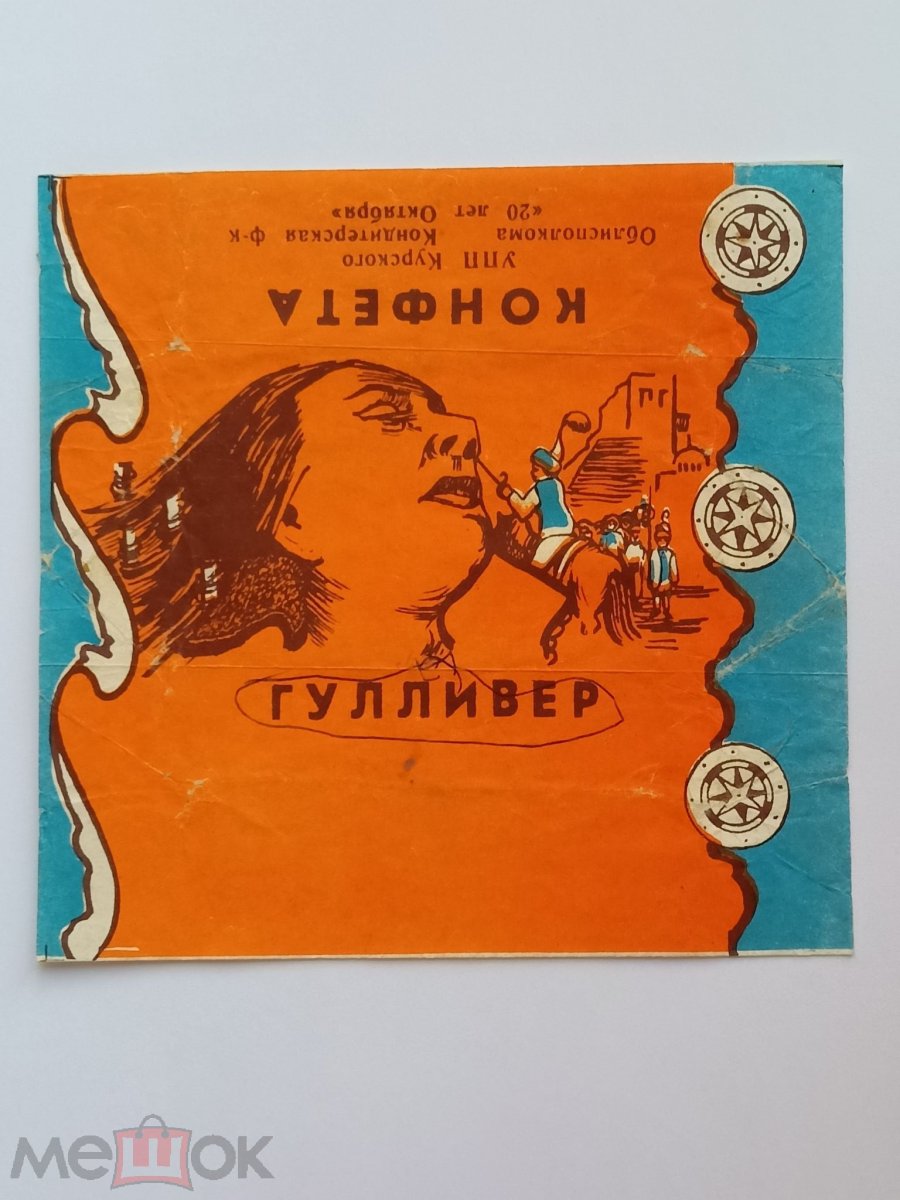 КОНФЕТА
УПП Курского
Облисполкома Кондитерская ф-к
«20 лет Октября»
ГУЛЛИВЕР
мешок